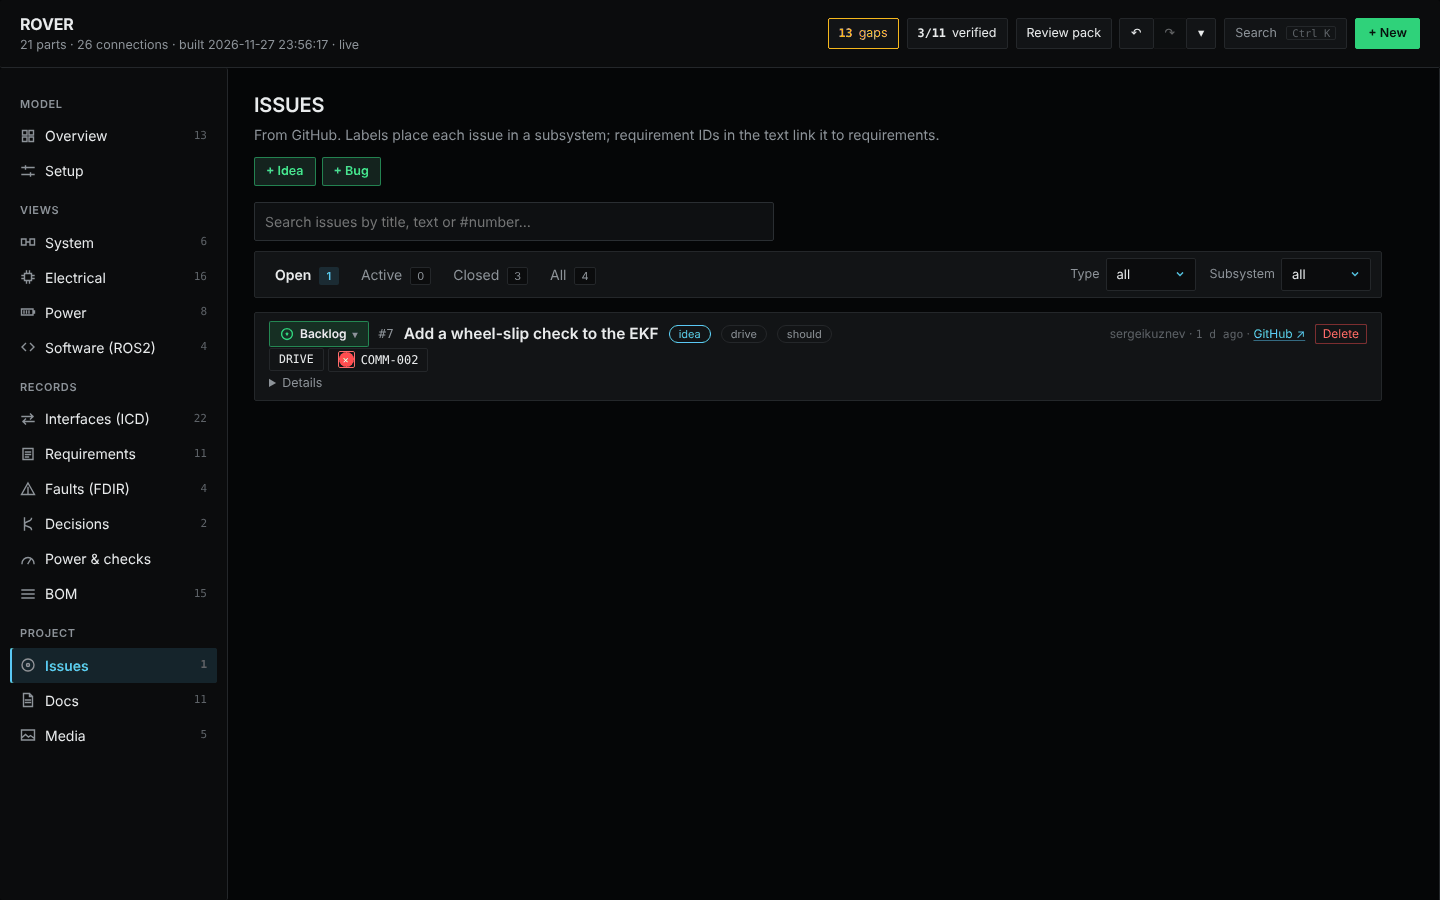 ROVER
21 parts · 26 connections · built 2026-11-27 23:56:17 · live
13 gaps
3/11 verified
Review pack
↶
↷
▾
Search Ctrl K
+ New
MODEL
Overview 13
Setup
VIEWS
System 6
Electrical 16
Power 8
Software (ROS2) 4
RECORDS
Interfaces (ICD) 22
Requirements 11
Faults (FDIR) 4
Decisions 2
Power & checks
BOM 15
PROJECT
Issues 1
Docs 11
Media 5
ISSUES
From GitHub. Labels place each issue in a subsystem; requirement IDs in the text link it to requirements.
+ Idea + Bug
Search issues by title, text or #number...
Open 1 Active 0 Closed 3 All 4 Type all Subsystem all
Backlog ▾ #7 Add a wheel-slip check to the EKF idea drive should sergeikuznev · 1 d ago · GitHub ↗ Delete
DRIVE COMM-002
▶ Details